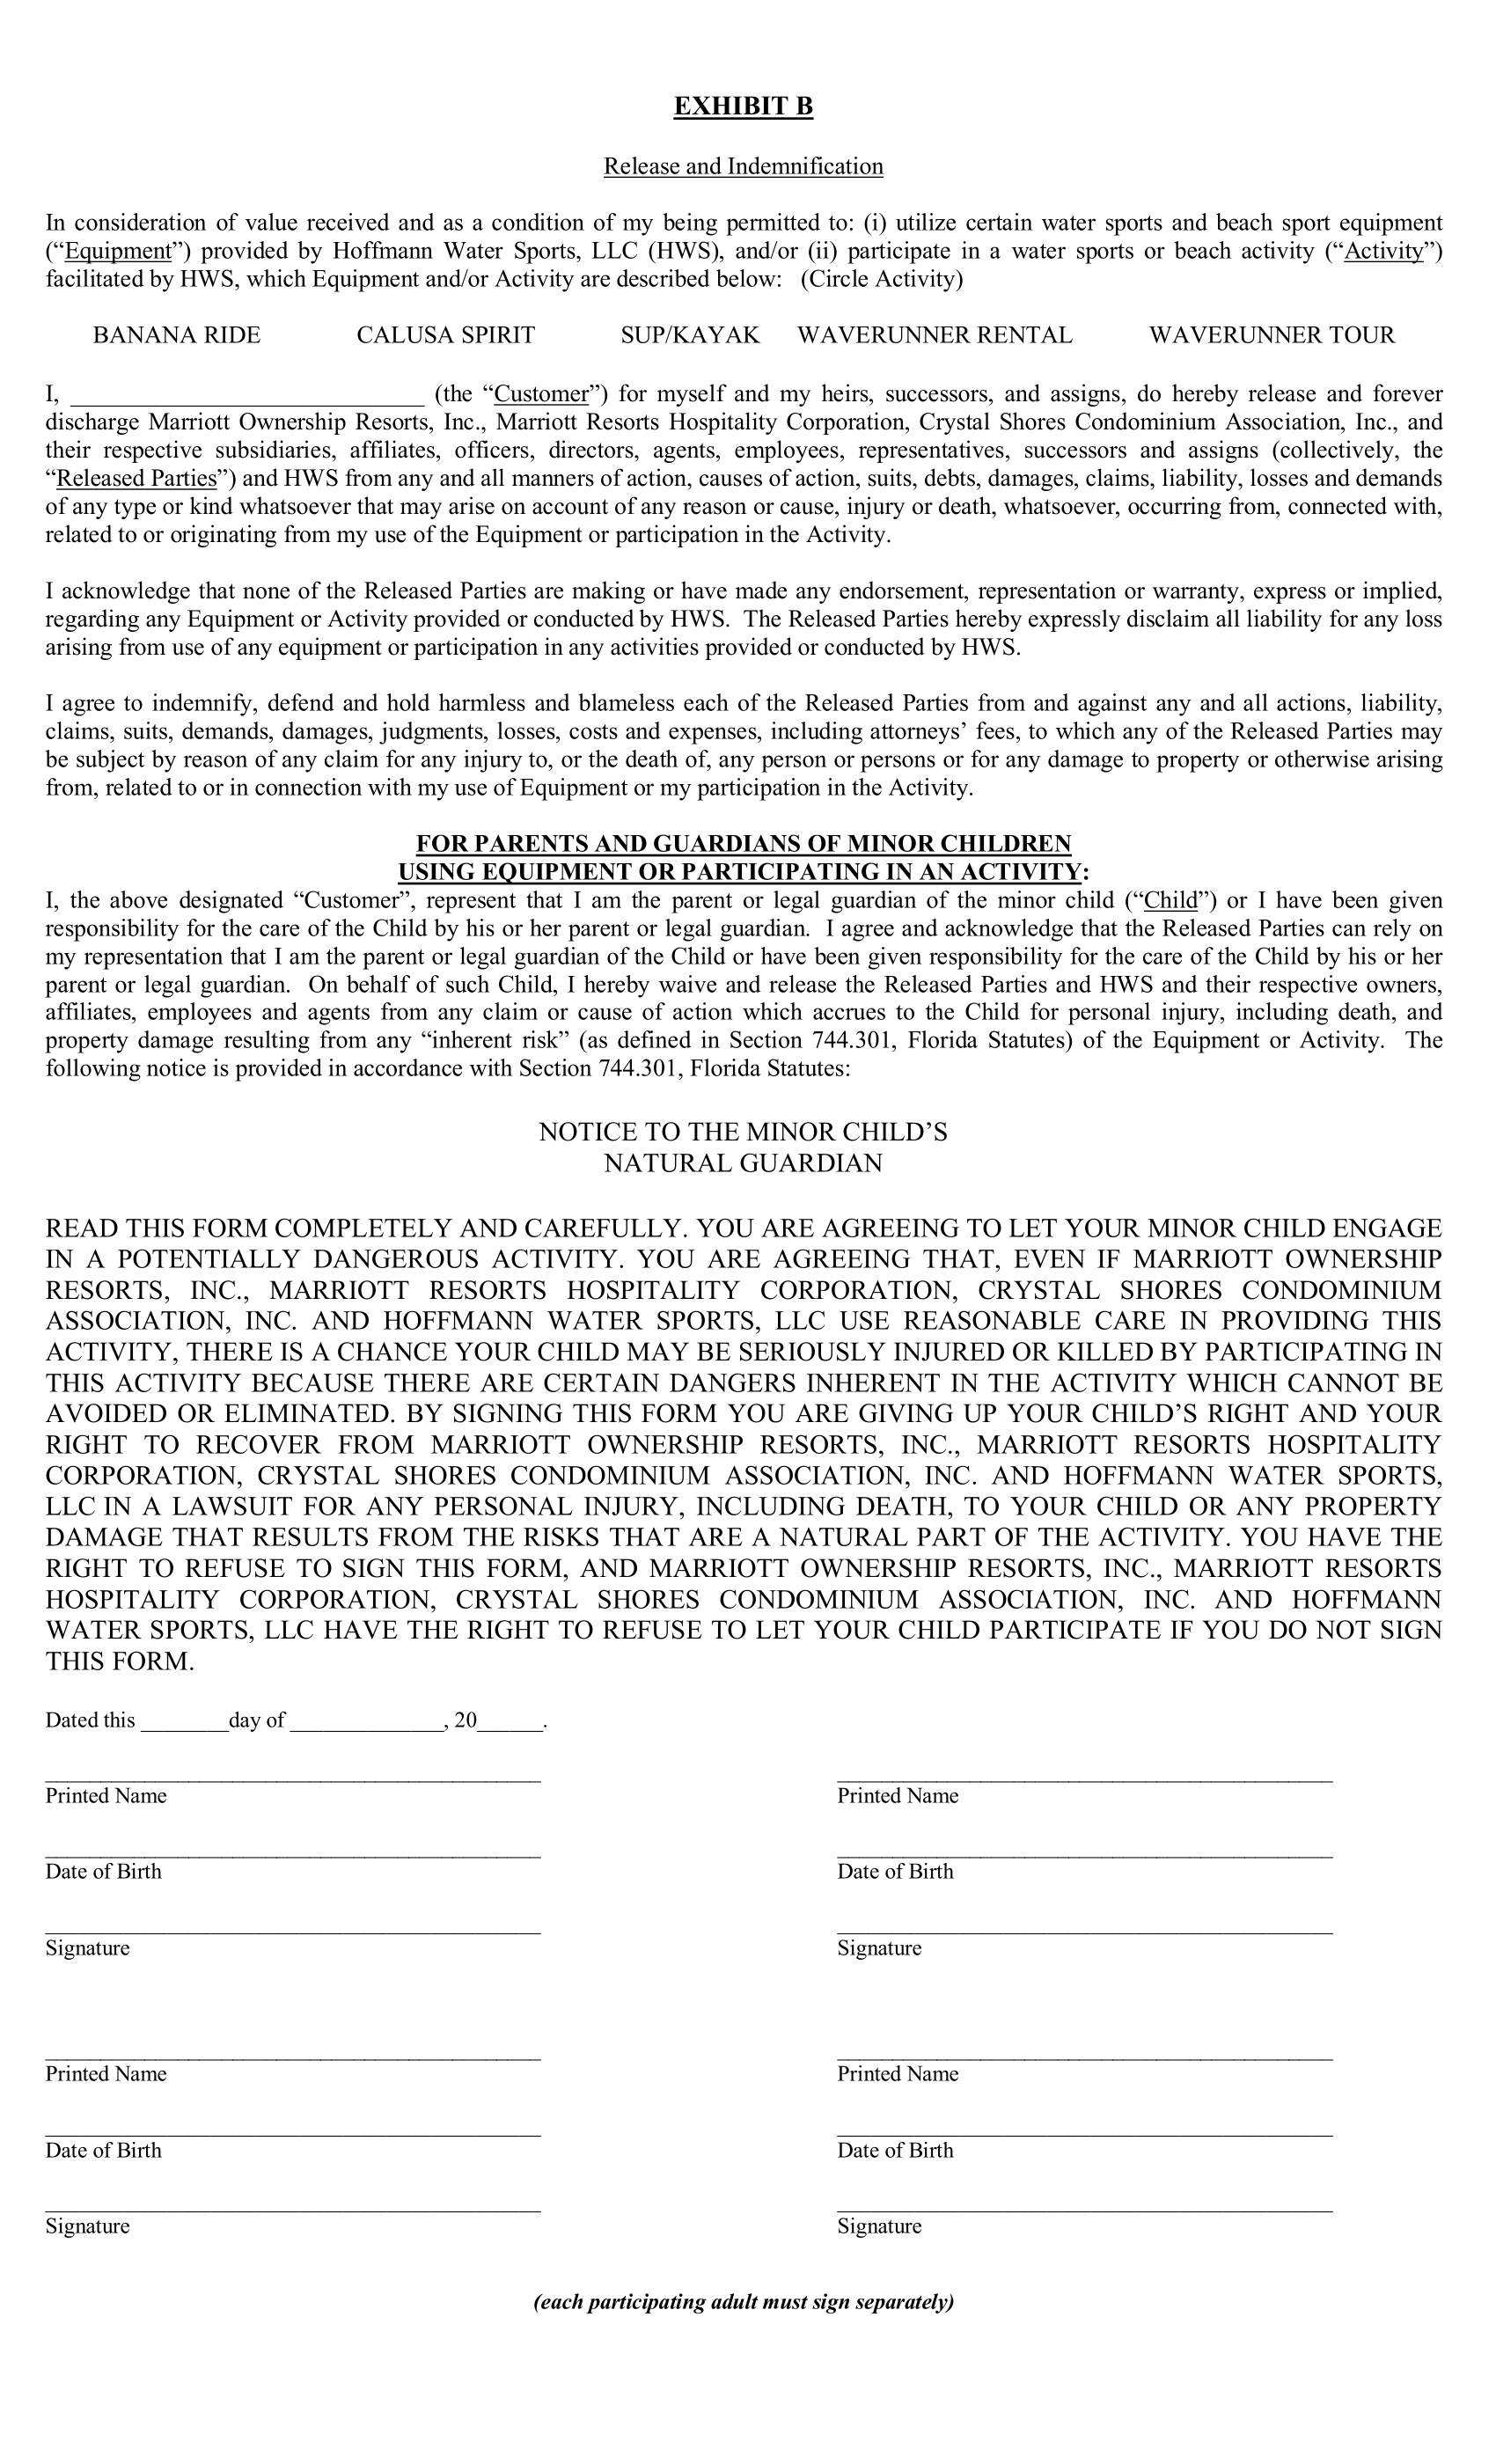 EXHIBIT B
Release and Indemnification
In consideration of value received and as a condition of my being permitted to: (i) utilize certain water sports and beach sport equipment
(“Equipment”) provided by Hoffmann Water Sports, LLC (HWS), and/or (ii) participate in a water sports or beach activity (“Activity”)
facilitated by HWS, which Equipment and/or Activity are described below: (Circle Activity)
BANANA RIDE CALUSA SPIRIT SUP/KAYAK WAVERUNNER RENTAL WAVERUNNER TOUR
I, ____________________________ (the “Customer”) for myself and my heirs, successors, and assigns, do hereby release and forever
discharge Marriott Ownership Resorts, Inc., Marriott Resorts Hospitality Corporation, Crystal Shores Condominium Association, Inc., and
their respective subsidiaries, affiliates, officers, directors, agents, employees, representatives, successors and assigns (collectively, the
“Released Parties”) and HWS from any and all manners of action, causes of action, suits, debts, damages, claims, liability, losses and demands
of any type or kind whatsoever that may arise on account of any reason or cause, injury or death, whatsoever, occurring from, connected with,
related to or originating from my use of the Equipment or participation in the Activity.
I acknowledge that none of the Released Parties are making or have made any endorsement, representation or warranty, express or implied,
regarding any Equipment or Activity provided or conducted by HWS. The Released Parties hereby expressly disclaim all liability for any loss
arising from use of any equipment or participation in any activities provided or conducted by HWS.
I agree to indemnify, defend and hold harmless and blameless each of the Released Parties from and against any and all actions, liability,
claims, suits, demands, damages, judgments, losses, costs and expenses, including attorneys’ fees, to which any of the Released Parties may
be subject by reason of any claim for any injury to, or the death of, any person or persons or for any damage to property or otherwise arising
from, related to or in connection with my use of Equipment or my participation in the Activity.
FOR PARENTS AND GUARDIANS OF MINOR CHILDREN
USING EQUIPMENT OR PARTICIPATING IN AN ACTIVITY:
I, the above designated “Customer”, represent that I am the parent or legal guardian of the minor child (“Child”) or I have been given
responsibility for the care of the Child by his or her parent or legal guardian. I agree and acknowledge that the Released Parties can rely on
my representation that I am the parent or legal guardian of the Child or have been given responsibility for the care of the Child by his or her
parent or legal guardian. On behalf of such Child, I hereby waive and release the Released Parties and HWS and their respective owners,
affiliates, employees and agents from any claim or cause of action which accrues to the Child for personal injury, including death, and
property damage resulting from any “inherent risk” (as defined in Section 744.301, Florida Statutes) of the Equipment or Activity. The
following notice is provided in accordance with Section 744.301, Florida Statutes:
NOTICE TO THE MINOR CHILD’S
NATURAL GUARDIAN
READ THIS FORM COMPLETELY AND CAREFULLY. YOU ARE AGREEING TO LET YOUR MINOR CHILD ENGAGE
IN A POTENTIALLY DANGEROUS ACTIVITY. YOU ARE AGREEING THAT, EVEN IF MARRIOTT OWNERSHIP
RESORTS, INC., MARRIOTT RESORTS HOSPITALITY CORPORATION, CRYSTAL SHORES CONDOMINIUM
ASSOCIATION, INC. AND HOFFMANN WATER SPORTS, LLC USE REASONABLE CARE IN PROVIDING THIS
ACTIVITY, THERE IS A CHANCE YOUR CHILD MAY BE SERIOUSLY INJURED OR KILLED BY PARTICIPATING IN
THIS ACTIVITY BECAUSE THERE ARE CERTAIN DANGERS INHERENT IN THE ACTIVITY WHICH CANNOT BE
AVOIDED OR ELIMINATED. BY SIGNING THIS FORM YOU ARE GIVING UP YOUR CHILD’S RIGHT AND YOUR
RIGHT TO RECOVER FROM MARRIOTT OWNERSHIP RESORTS, INC., MARRIOTT RESORTS HOSPITALITY
CORPORATION, CRYSTAL SHORES CONDOMINIUM ASSOCIATION, INC. AND HOFFMANN WATER SPORTS,
LLC IN A LAWSUIT FOR ANY PERSONAL INJURY, INCLUDING DEATH, TO YOUR CHILD OR ANY PROPERTY
DAMAGE THAT RESULTS FROM THE RISKS THAT ARE A NATURAL PART OF THE ACTIVITY. YOU HAVE THE
RIGHT TO REFUSE TO SIGN THIS FORM, AND MARRIOTT OWNERSHIP RESORTS, INC., MARRIOTT RESORTS
HOSPITALITY CORPORATION, CRYSTAL SHORES CONDOMINIUM ASSOCIATION, INC. AND HOFFMANN
WATER SPORTS, LLC HAVE THE RIGHT TO REFUSE TO LET YOUR CHILD PARTICIPATE IF YOU DO NOT SIGN
THIS FORM.
Dated this ________day of ______________, 20______.
Printed Name Printed Name
Date of Birth Date of Birth
Signature Signature
Printed Name Printed Name
Date of Birth Date of Birth
Signature Signature
(each participating adult must sign separately)